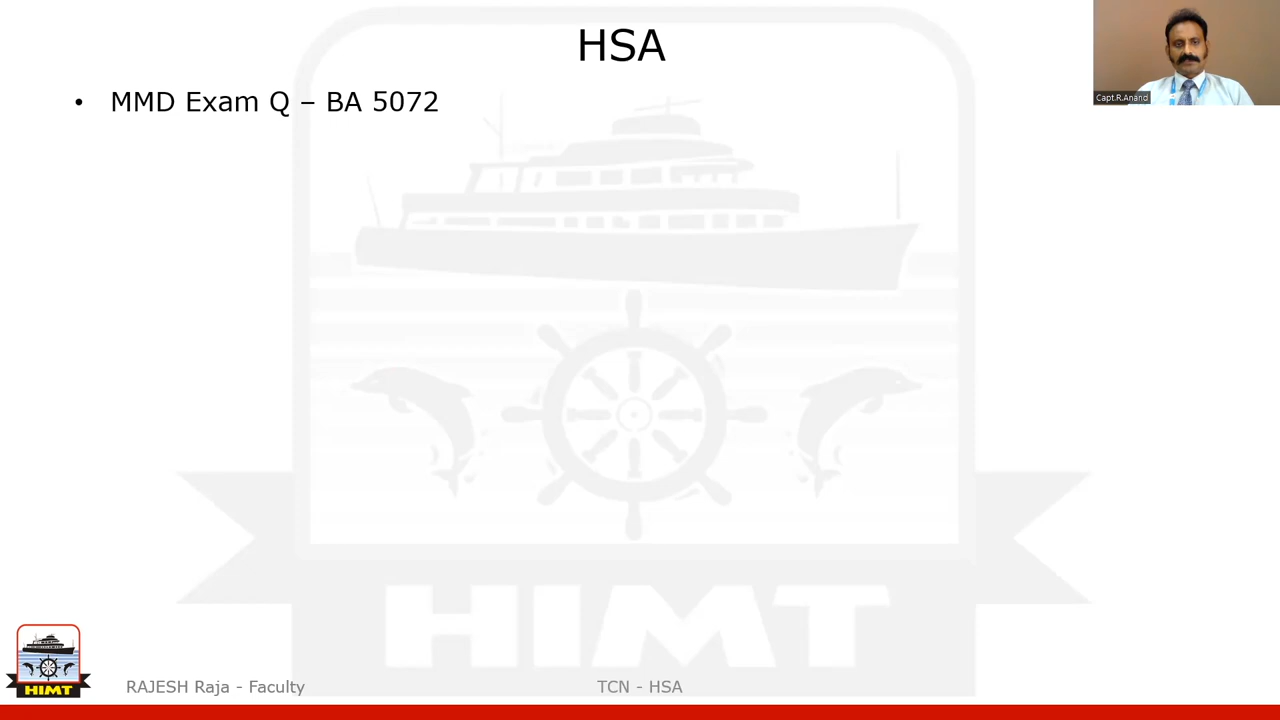 HSA
• MMD Exam Q – BA 5072
Capt.R.Anand
HIMT
HIMT
RAJESH Raja - Faculty
TCN - HSA